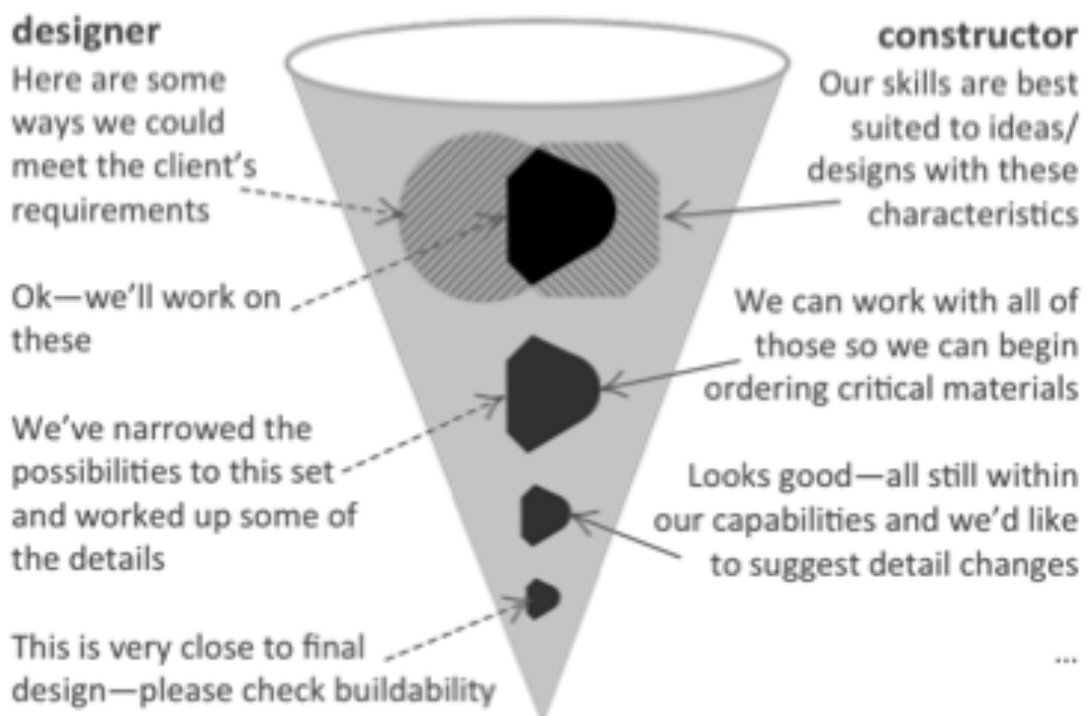 designer
Here are some
ways we could
meet the client's
requirements
Ok—we'll work on
these
We've narrowed the
possibilities to this set
and worked up some of
the details
This is very close to final
design—please check buildability
constructor
Our skills are best
suited to ideas/
designs with these
characteristics
We can work with all of
those so we can begin
ordering critical materials
Looks good—all still within
our capabilities and we'd like
to suggest detail changes
...